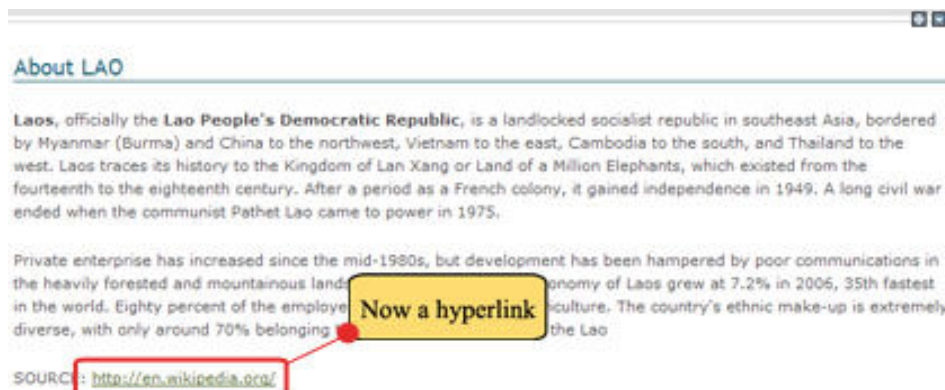 About LAO
Laos, officially the Lao People's Democratic Republic, is a landlocked socialist republic in southeast Asia, bordered
by Myanmar (Burma) and China to the northwest, Vietnam to the east, Cambodia to the south, and Thailand to the
west. Laos traces its history to the Kingdom of Lan Xang or Land of a Million Elephants, which existed from the
fourteenth to the eighteenth century. After a period as a French colony, it gained independence in 1949. A long civil war
ended when the communist Pathet Lao came to power in 1975.
Private enterprise has increased since the mid-1980s, but development has been hampered by poor communications in
the heavily forested and mountainous lands onomy of Laos grew at 7.2% in 2006, 35th fastest
in the world. Eighty percent of the employe iculture. The country's ethnic make-up is extremely
diverse, with only around 70% belonging the Lao
Now a hyperlink
SOURCE: http://en.wikipedia.org/